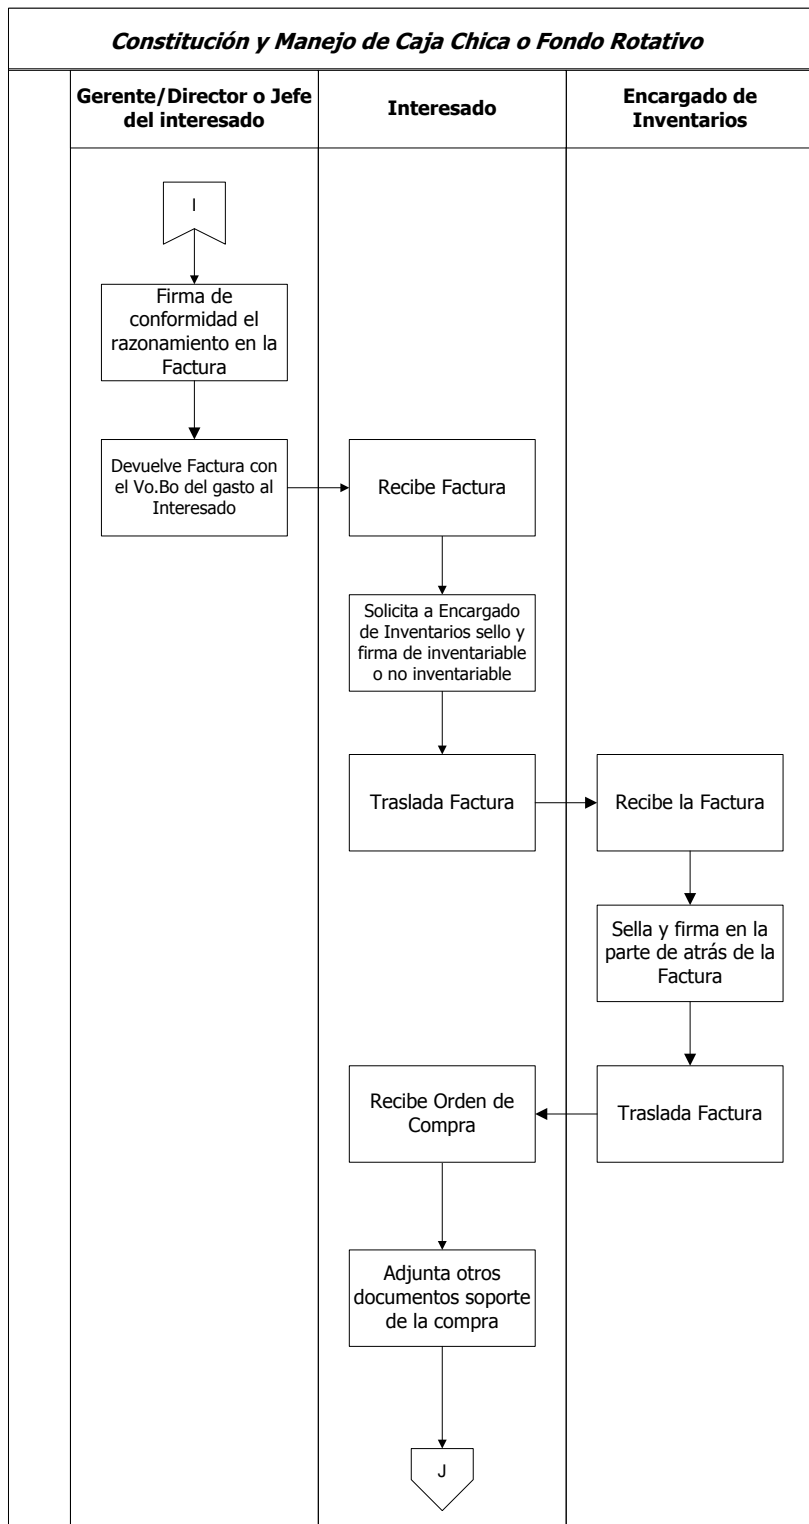 Constitución y Manejo de Caja Chica o Fondo Rotativo
Gerente/Director o Jefe
del interesado
Interesado
Encargado de
Inventarios
I
Firma de
conformidad el
razonamiento en la
Factura
Devuelve Factura con
el Vo.Bo del gasto al
Interesado
Recibe Factura
Solicita a Encargado
de Inventarios sello y
firma de inventariable
o no inventariable
Traslada Factura
Recibe la Factura
Sella y firma en la
parte de atrás de la
Factura
Traslada Factura
Recibe Orden de
Compra
Adjunta otros
documentos soporte
de la compra
J